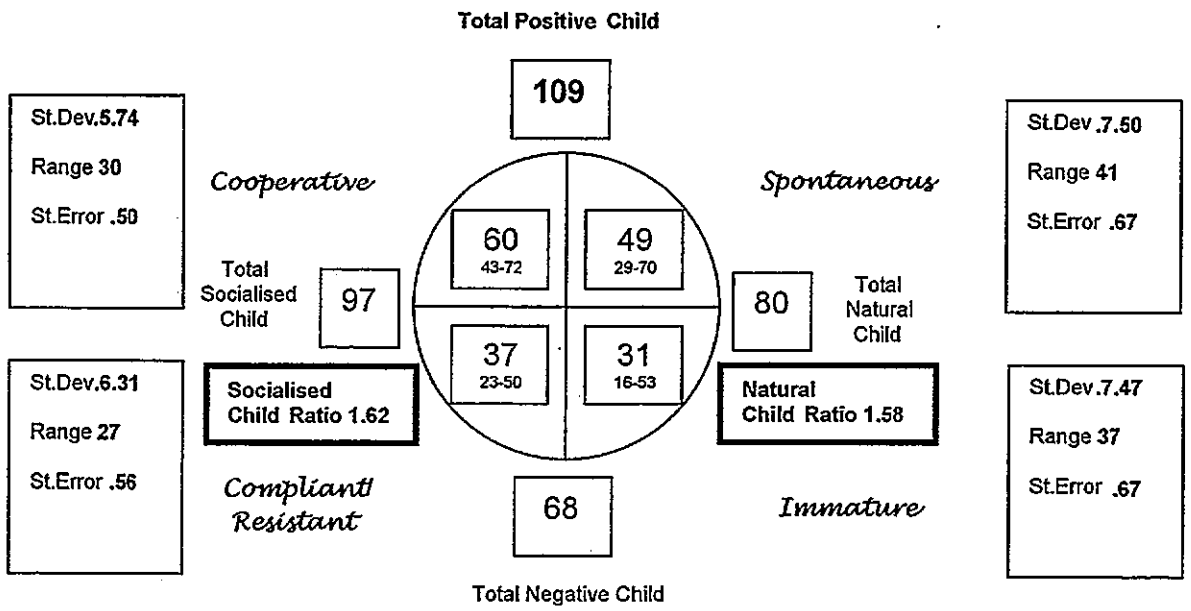 Total Positive Child
109
St.Dev.5.74
Range 30
St.Error .50
Cooperative
Spontaneous
St.Dev .7.50
Range 41
St.Error .67
60
43-72
49
29-70
Total
Socialised
Child
97
80
Total
Natural
Child
37
23-50
31
16-53
St.Dev.6.31
Range 27
St.Error .56
Socialised
Child Ratio 1.62
Natural
Child Ratio 1.58
St.Dev.7.47
Range 37
St.Error .67
Compliant/
Resistant
68
Immature
Total Negative Child